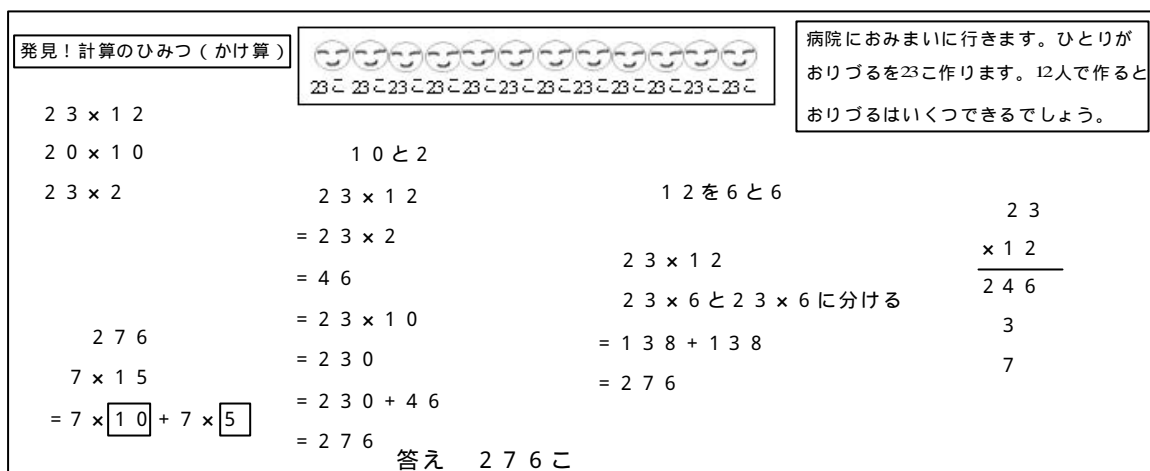 発見！計算のひみつ（かけ算）
23×12
20×10
23×2
276
7×15
=7×10+7×5
23こ 23こ 23こ 23こ 23こ 23こ 23こ 23こ 23こ 23こ 23こ 23こ
10と2
23×12
=23×2
=46
=23×10
=230
=230+46
=276
答え　276こ
12を6と6
23×12
23×6と23×6に分ける
=138+138
=276
病院におみまいに行きます。ひとりが
おりづるを23こ作ります。12人で作ると
おりづるはいくつできるでしょう。
23
×12
246
3
7